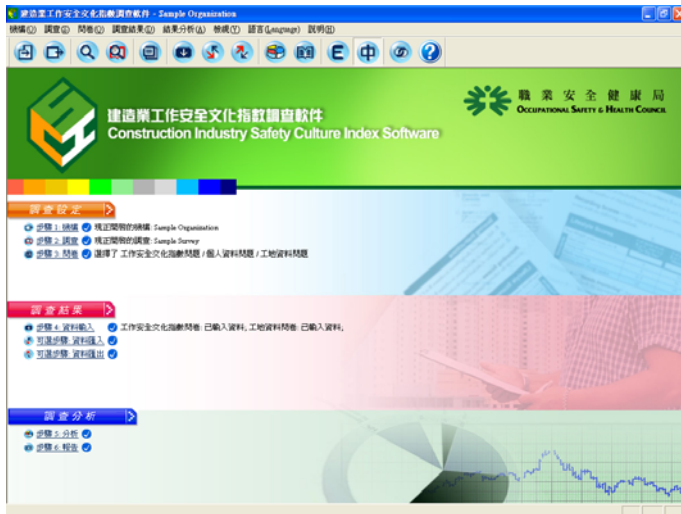 建造業工作安全文化指數調查軟件 - Sample Organization
機構(O) 調查(S) 問卷(Q) 調查結果(D) 結果分析(A) 檢視(Y) 語言(Language) 說明(H)
E 中
職業安全健康局
OCCUPATIONAL SAFETY & HEALTH COUNCIL
建造業工作安全文化指數調查軟件
Construction Industry Safety Culture Index Software
調查設定
步驟 1: 機構 現正開啓的機構: Sample Organization
步驟 2: 調查 現正開啓的調查: Sample Survey
步驟 3: 問卷 選擇了 工作安全文化指數問題 / 個人資料問題 / 工地資料問題
調查結果
步驟 4: 資料輸入 工作安全文化指數問卷: 已輸入資料, 工地資料問卷: 已輸入資料,
可選步驟: 資料匯入
可選步驟: 資料匯出
調查分析
步驟 5: 分析
步驟 6: 報告